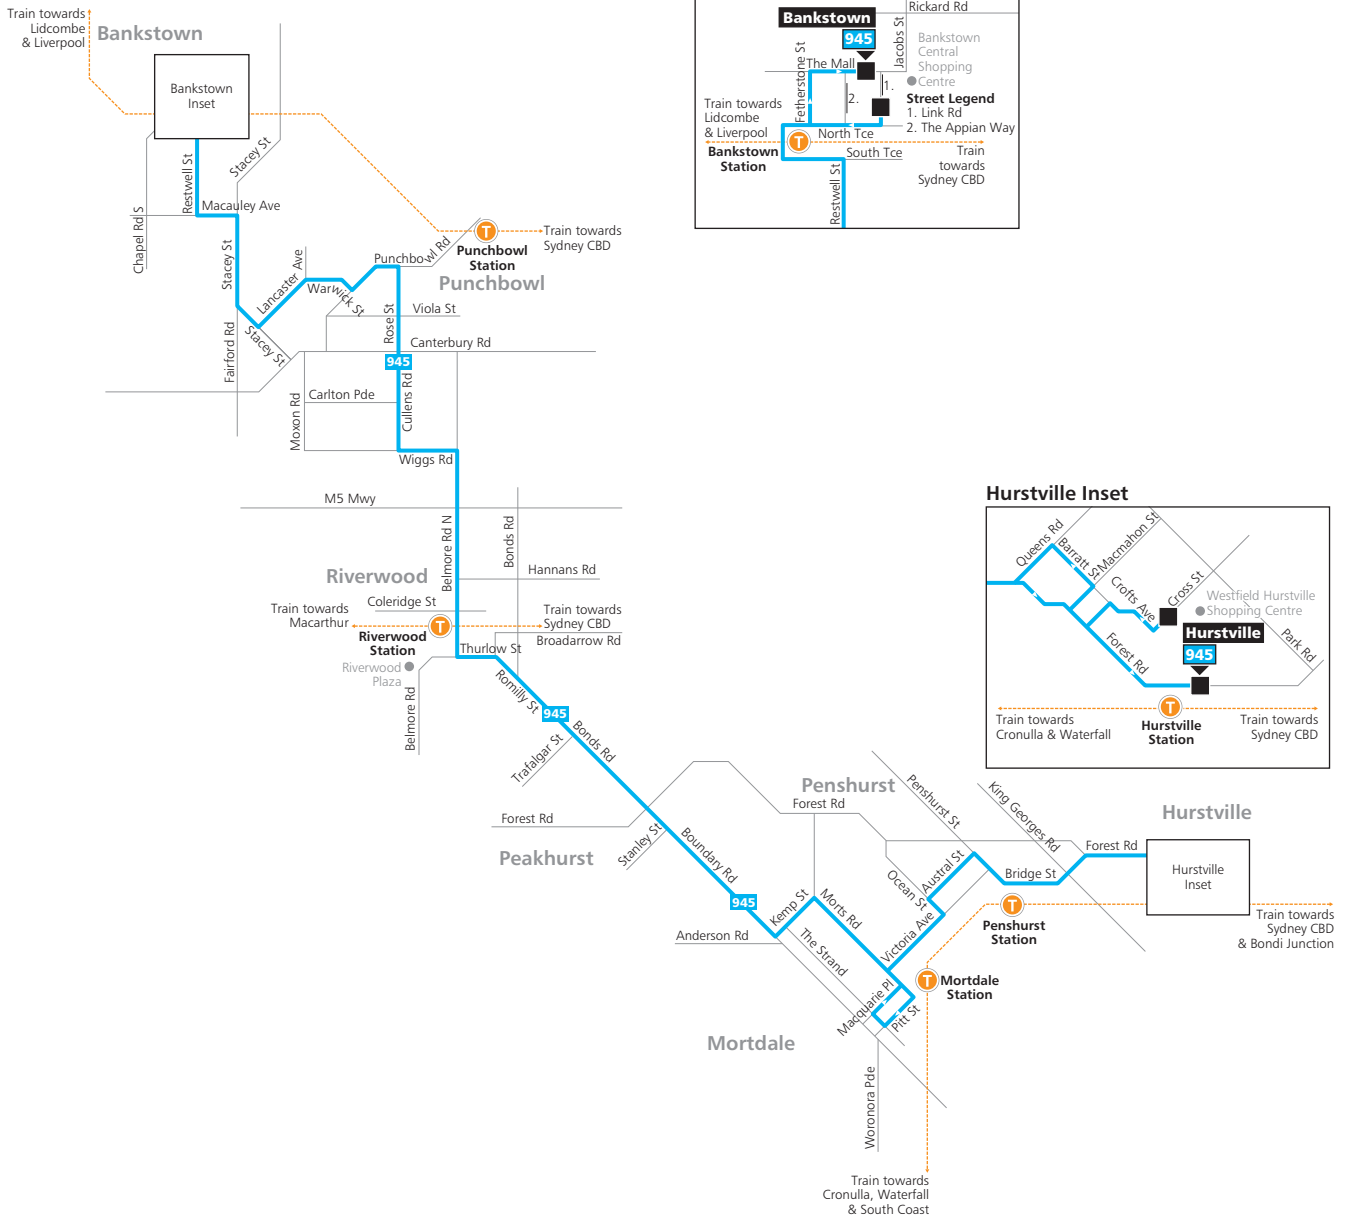 Train towards
Lidcombe
& Liverpool
Bankstown
Bankstown
Inset
Stacey St
Restwell St
Macauley Ave
Chapel Rd S
Stacey St
Lancaster Ave
Warwick St
Punchbowl Rd
Punchbowl
Station
Train towards
Sydney CBD
Punchbowl
Fairford Rd
Stacey St
Rose St
Viola St
Canterbury Rd
945
Moxon Rd
Carlton Pde
Cullens Rd
Wiggs Rd
M5 Mwy
Belmore Rd N
Bonds Rd
Hannans Rd
Riverwood
Coleridge St
Train towards
Macarthur
T
Train towards
Sydney CBD
Riverwood
Station
Broadarrow Rd
Thurlow St
Riverwood
Plaza
Belmore Rd
Romilly St
945
Bonds Rd
Trafalgar St
Forest Rd
Stanley St
Peakhurst
Boundary Rd
945
Anderson Rd
Kemp St
The Strand
Morts Rd
Forest Rd
Penshurst
Penshurst St
King Georges Rd
Hurstville
Austral St
Ocean St
Victoria Ave
Bridge St
Forest Rd
Hurstville
Inset
T
Penshurst
Station
Train towards
Sydney CBD
& Bondi Junction
T
Mortdale
Station
Macquarie Pl
Pitt St
Mortdale
Woronora Pde
Train towards
Cronulla, Waterfall
& South Coast
T
Rickard Rd
Bankstown
945
Jacobs St
Bankstown
Central
Shopping
Centre
Fetherstone St
The Mall
1.
2.
Street Legend
1. Link Rd
2. The Appian Way
Train towards
Lidcombe
& Liverpool
T
North Tce
Bankstown
Station
South Tce
Train
towards
Sydney CBD
Restwell St
Hurstville Inset
Queens Rd
Barratt St
Macmahon St
Crofts Ave
Cross St
Westfield Hurstville
Shopping Centre
Hurstville
945
Forest Rd
Park Rd
T
Train towards
Cronulla & Waterfall
Hurstville
Station
Train towards
Sydney CBD